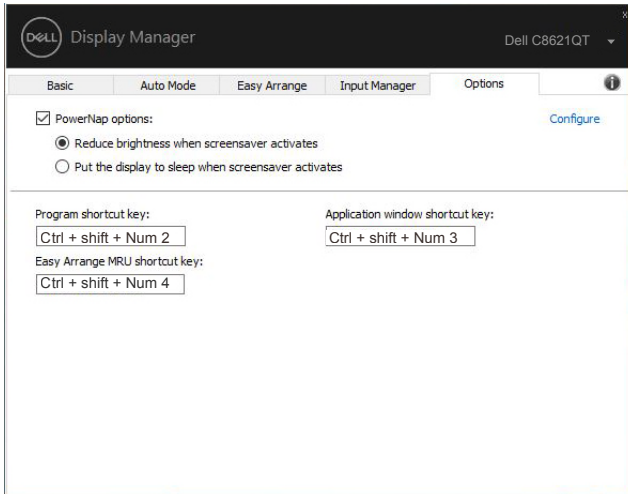 DELL Display Manager
Dell C8621QT
x
Basic Auto Mode Easy Arrange Input Manager Options i
PowerNap options: Configure
Reduce brightness when screensaver activates
Put the display to sleep when screensaver activates
Program shortcut key: Application window shortcut key:
Ctrl + shift + Num 2 Ctrl + shift + Num 3
Easy Arrange MRU shortcut key:
Ctrl + shift + Num 4